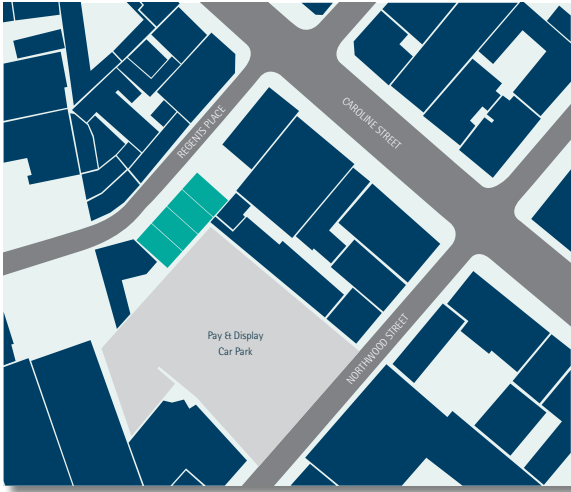 CAROLINE STREET
REGENTS PLACE
Pay & Display
Car Park
NORTHWOOD STREET